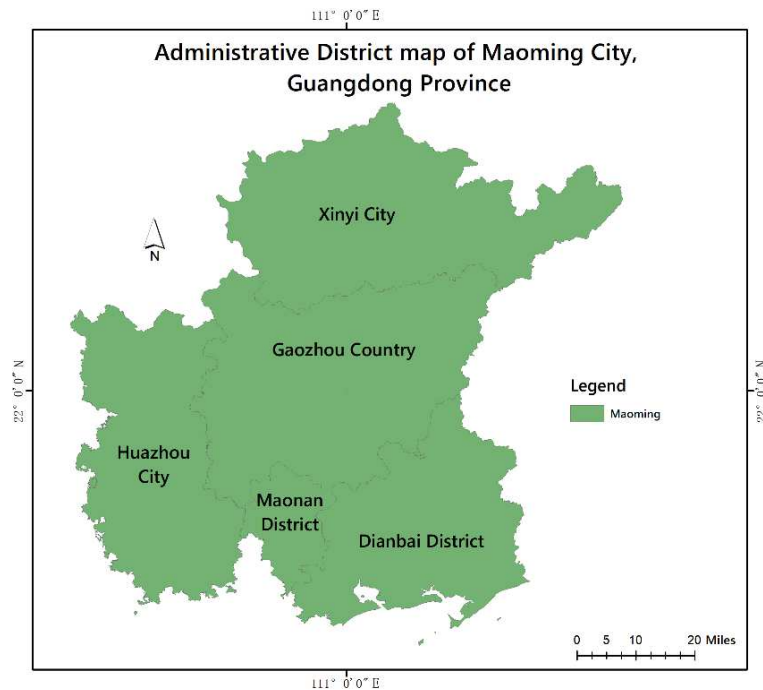 111° 0'0" E
Administrative District map of Maoming City,
Guangdong Province
Xinyi City
N
Gaozhou Country
22° 0'0" N
22° 0'0" N
Legend
Maoming
Huazhou
City
Maonan
District
Dianbai District
0 5 10 20 Miles
111° 0'0" E